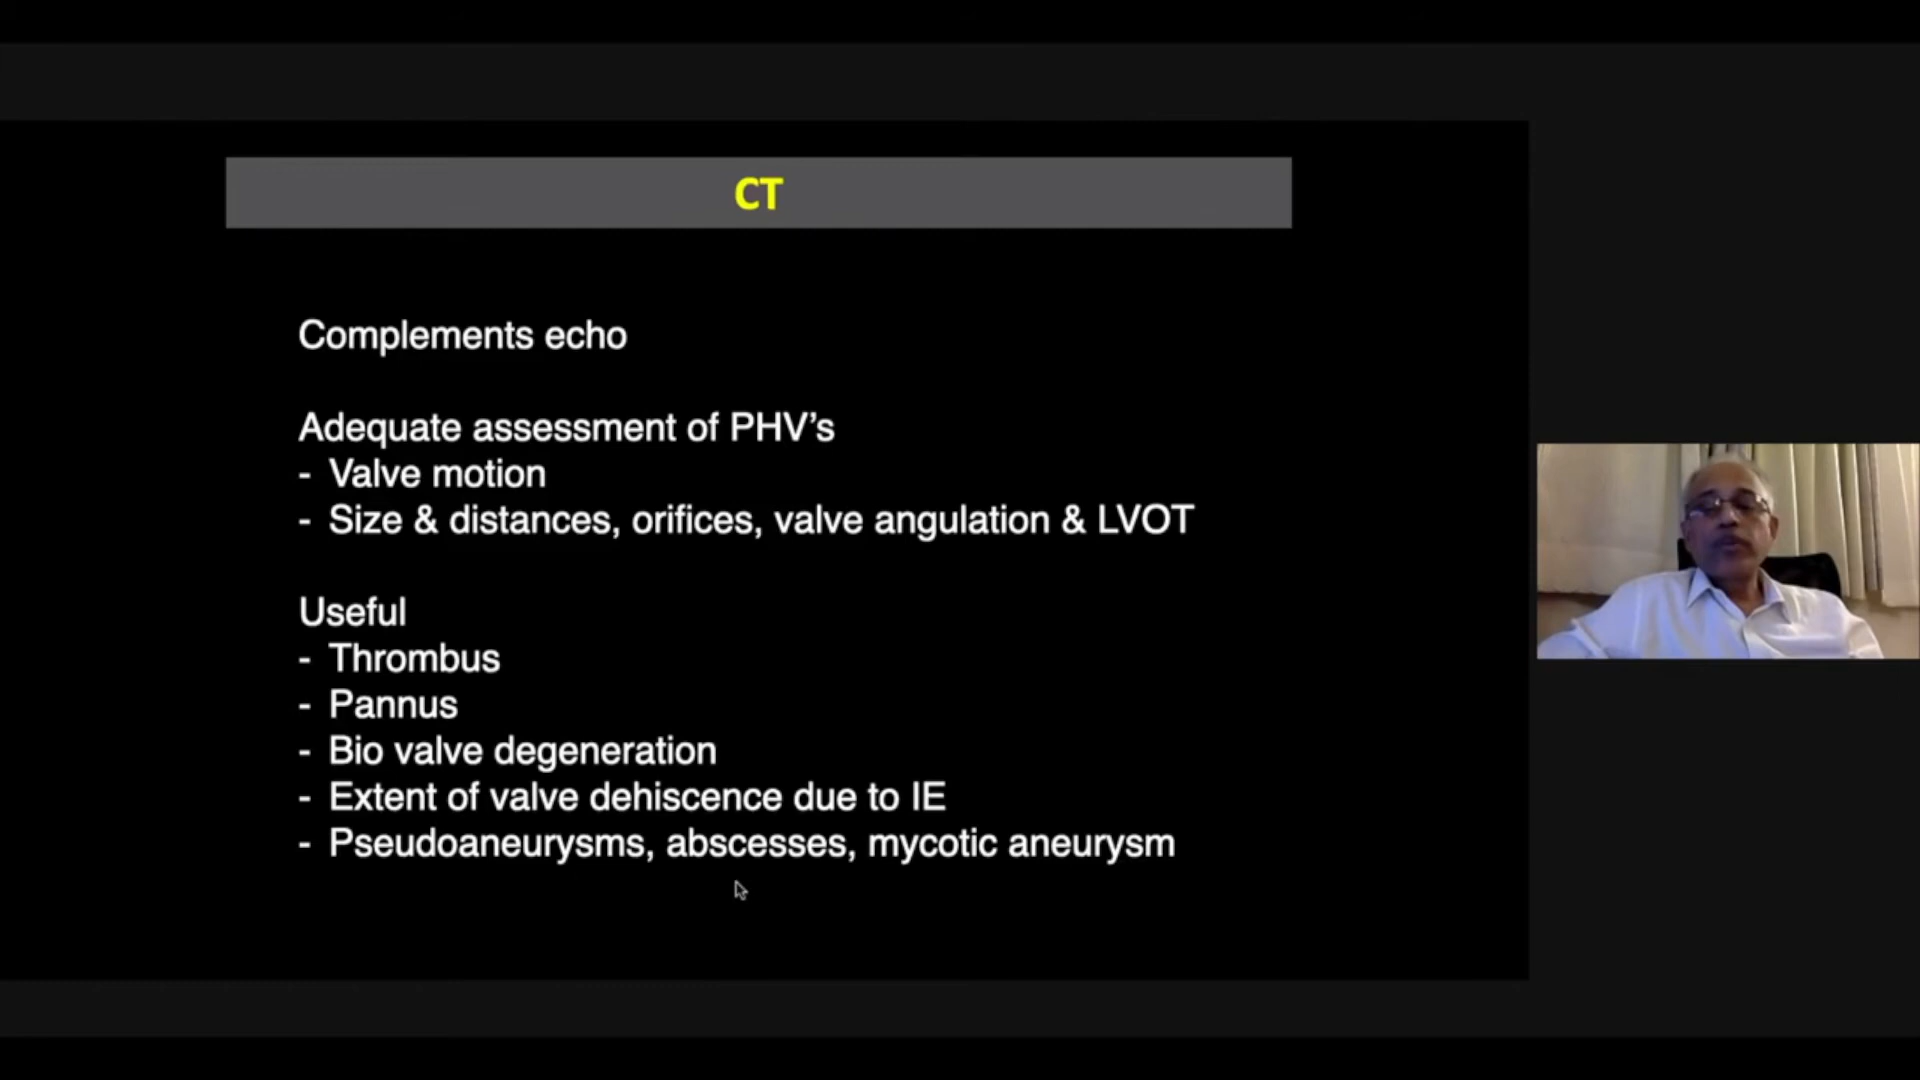 CT
Complements echo
Adequate assessment of PHV’s
- Valve motion
- Size & distances, orifices, valve angulation & LVOT
Useful
- Thrombus
- Pannus
- Bio valve degeneration
- Extent of valve dehiscence due to IE
- Pseudoaneurysms, abscesses, mycotic aneurysm